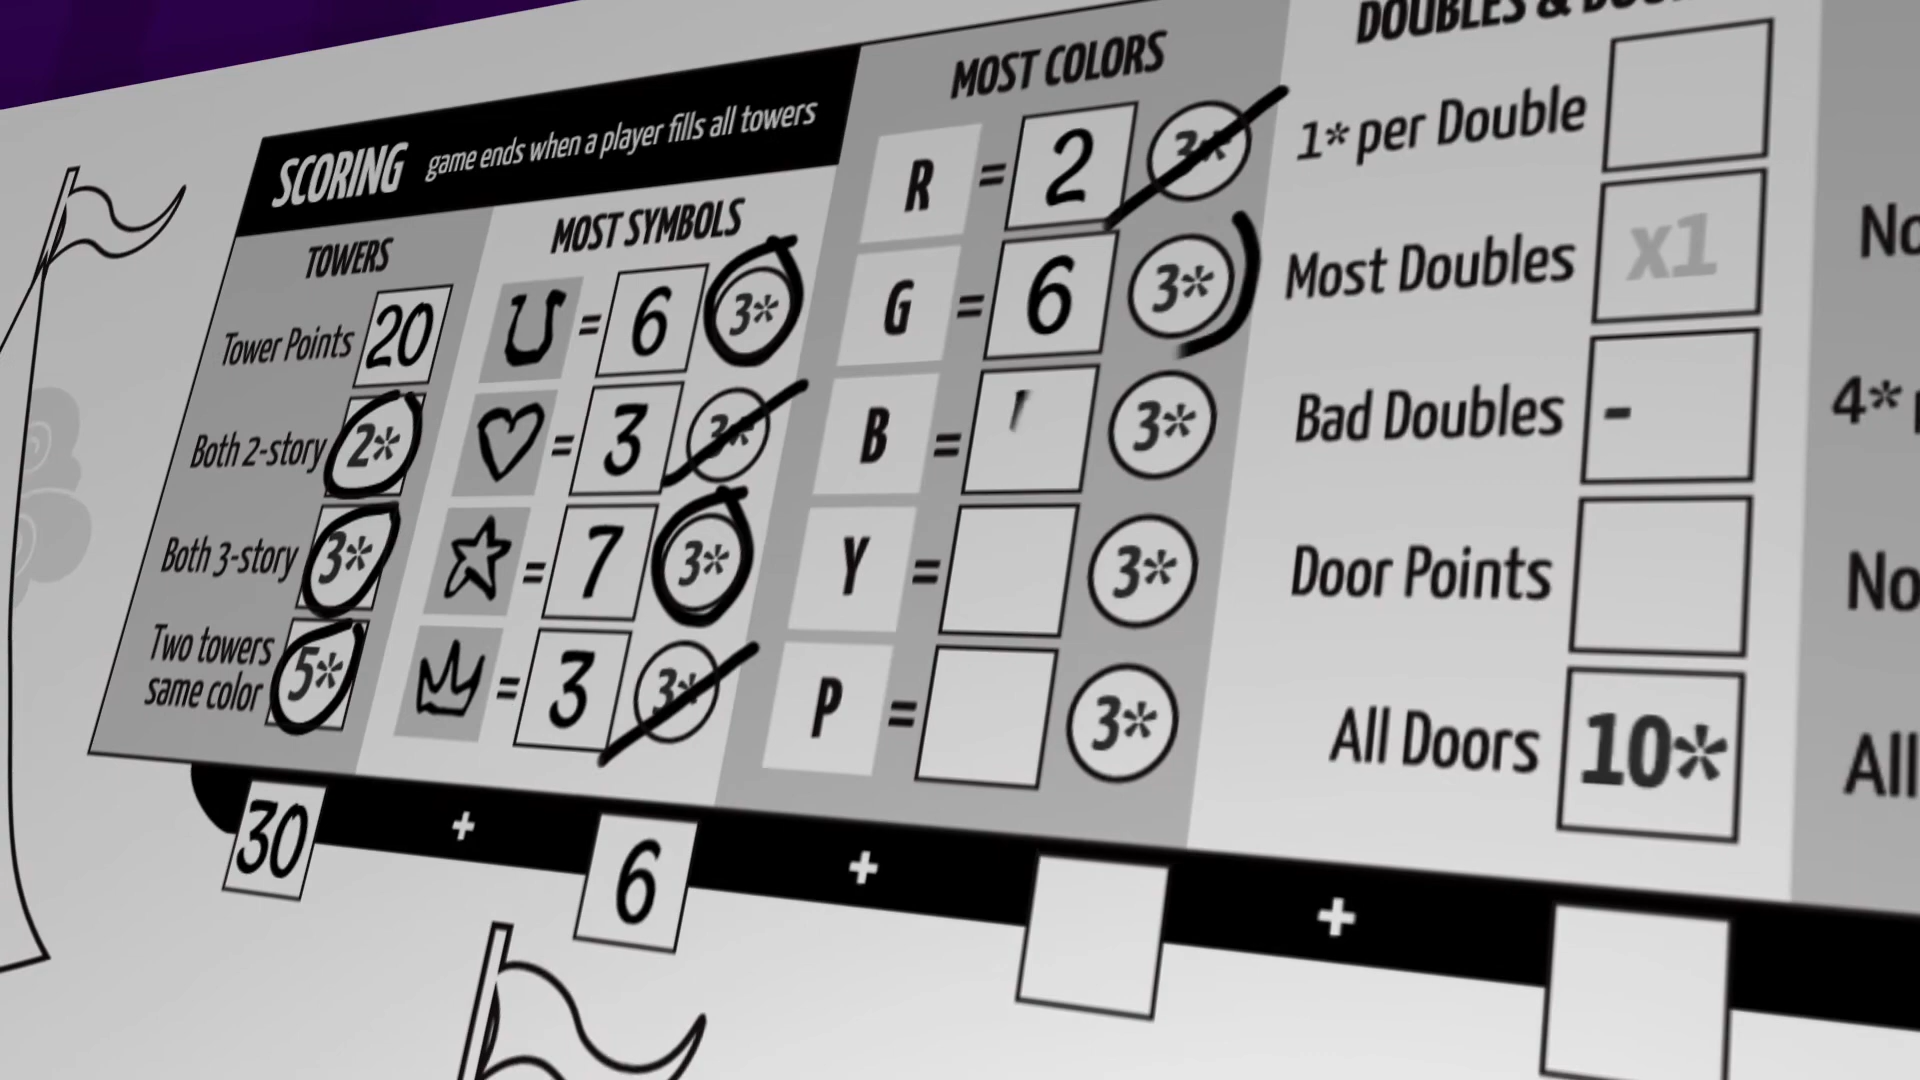 SCORING game ends when a player fills all towers
TOWERS
Tower Points 20
Both 2-story 2*
Both 3-story 3*
Two towers
same color 5*
30
MOST SYMBOLS
= 6 3*
= 3 3*
= 7 3*
= 3 3*
+ 6
MOST COLORS
R = 2 3*
G = 6 3*
B = 3*
Y = 3*
P = 3*
+
DOUBLES &
1* per Double
Most Doubles x1
Bad Doubles -
Door Points
All Doors 10*
+
4*
All